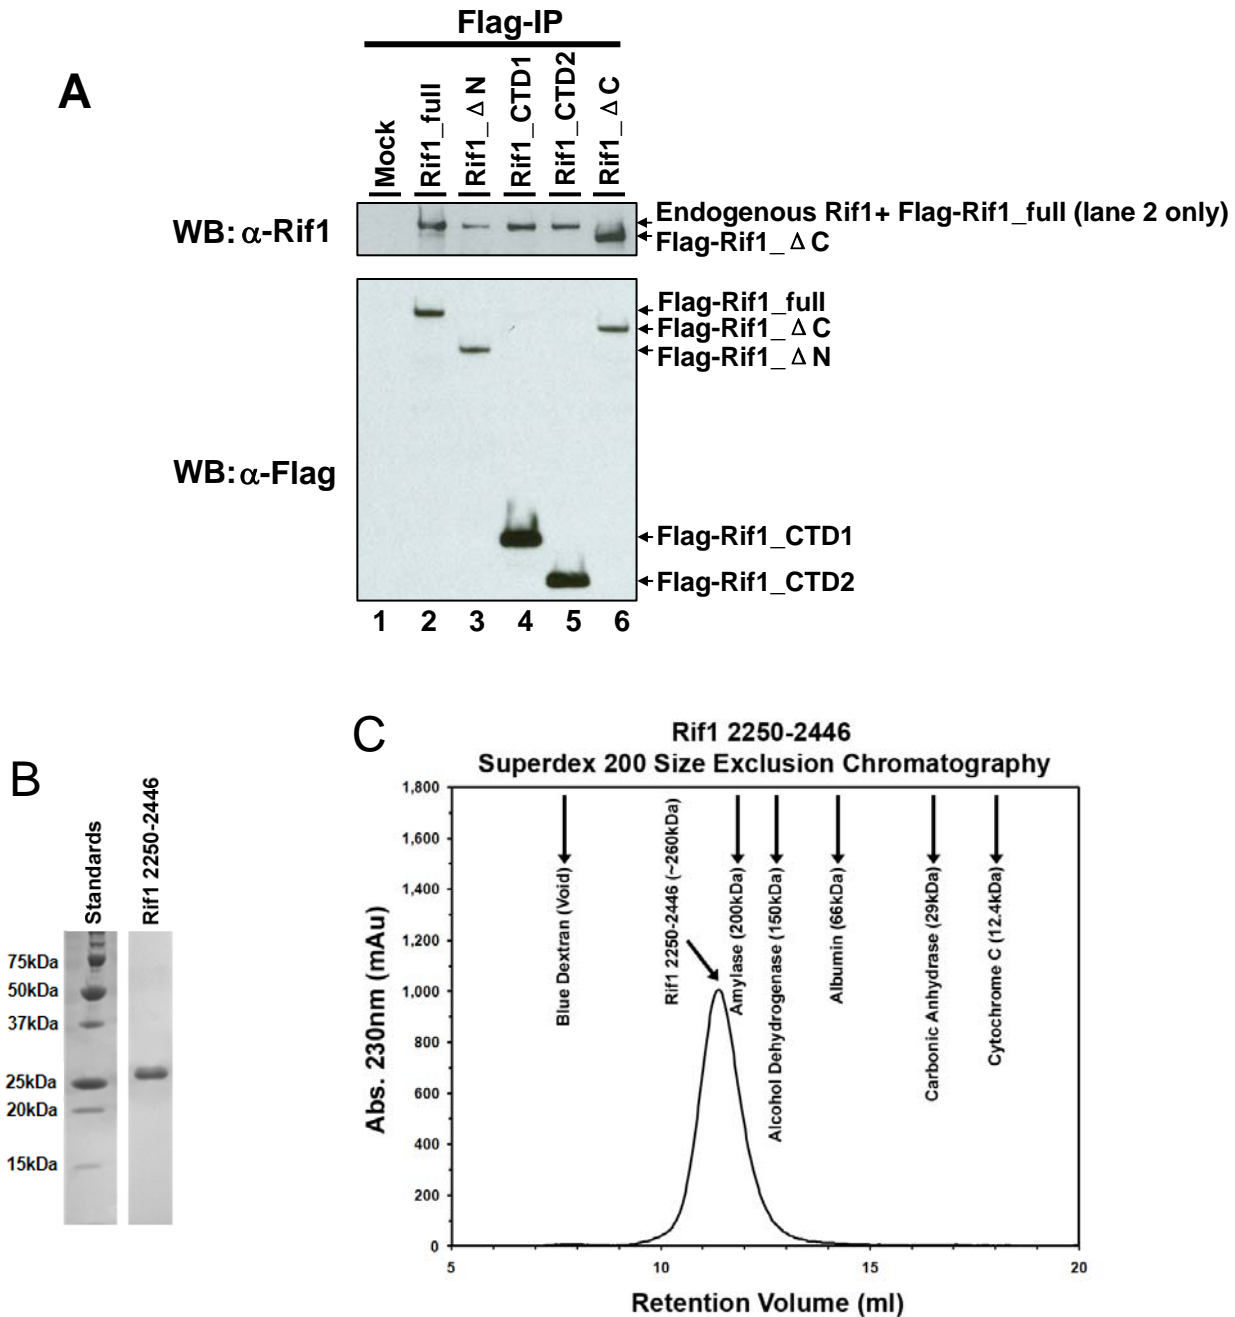 Flag-IP
A
Mock
Rif1_full
Rif1_ΔN
Rif1_CTD1
Rif1_CTD2
Rif1_ΔC
WB: α-Rif1
Endogenous Rif1+ Flag-Rif1_full (lane 2 only)
Flag-Rif1_ΔC
WB: α-Flag
Flag-Rif1_full
Flag-Rif1_ΔC
Flag-Rif1_ΔN
Flag-Rif1_CTD1
Flag-Rif1_CTD2
1 2 3 4 5 6
B
Standards
Rif1 2250-2446
75kDa
50kDa
37kDa
25kDa
20kDa
15kDa
C
Rif1 2250-2446
Superdex 200 Size Exclusion Chromatography
Abs. 230nm (mAu)
1,800
1,600
1,400
1,200
1,000
800
600
400
200
0
Blue Dextran (Void)
Rif1 2250-2446 (~260kDa)
Amylase (200kDa)
Alcohol Dehydrogenase (150kDa)
Albumin (66kDa)
Carbonic Anhydrase (29kDa)
Cytochrome C (12.4kDa)
5 10 15 20
Retention Volume (ml)